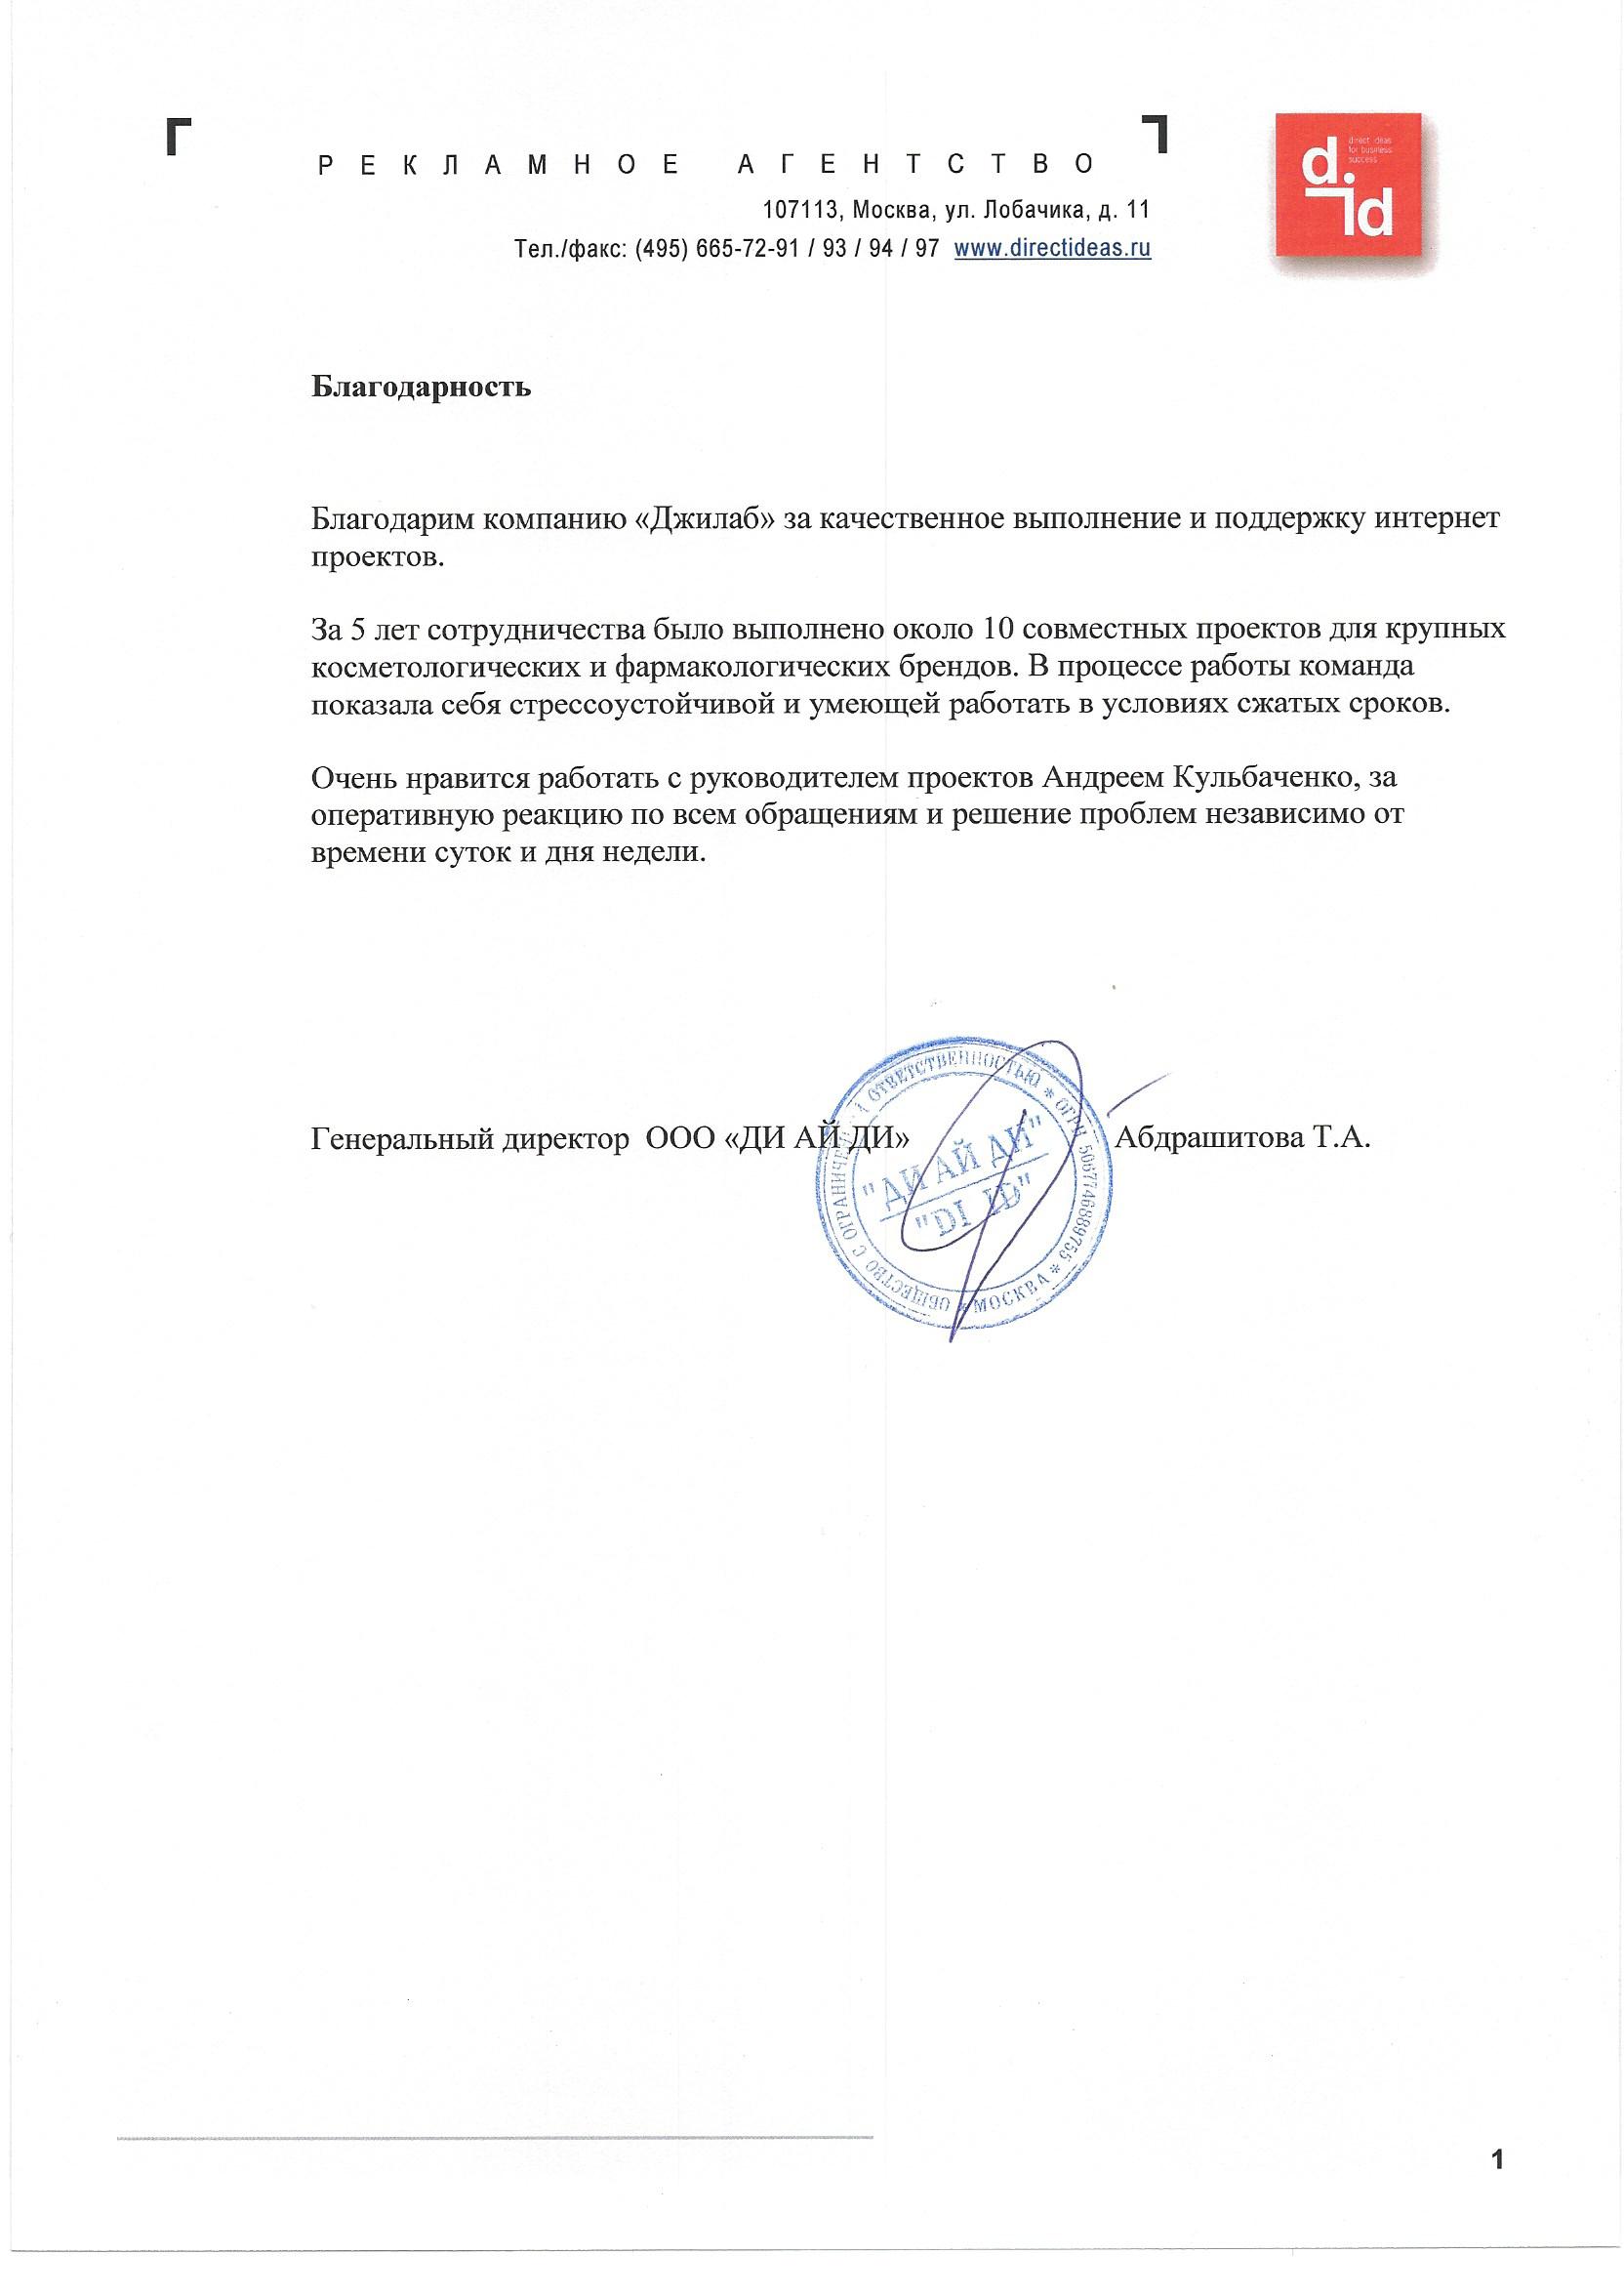 РЕКЛАМНОЕ АГЕНТСТВО
107113, Москва, ул. Лобачика, д. 11
Тел./факс: (495) 665-72-91 / 93 / 94 / 97 www.directideas.ru
d.
id
direct ideas
for business
success
Благодарность
Благодарим компанию «Джилаб» за качественное выполнение и поддержку интернет
проектов.
За 5 лет сотрудничества было выполнено около 10 совместных проектов для крупных
косметологических и фармакологических брендов. В процессе работы команда
показала себя стрессоустойчивой и умеющей работать в условиях сжатых сроков.
Очень нравится работать с руководителем проектов Андреем Кульбаченко, за
оперативную реакцию по всем обращениям и решение проблем независимо от
времени суток и дня недели.
Генеральный директор ООО «ДИ АЙ ДИ» Абдрашитова Т.А.
ОБЩЕСТВО С ОТВЕТСТВЕННОСТЬЮ * ОГРН 5067746889755 * МОСКВА *
"ДИ АЙ ДИ"
"DI ID"
1